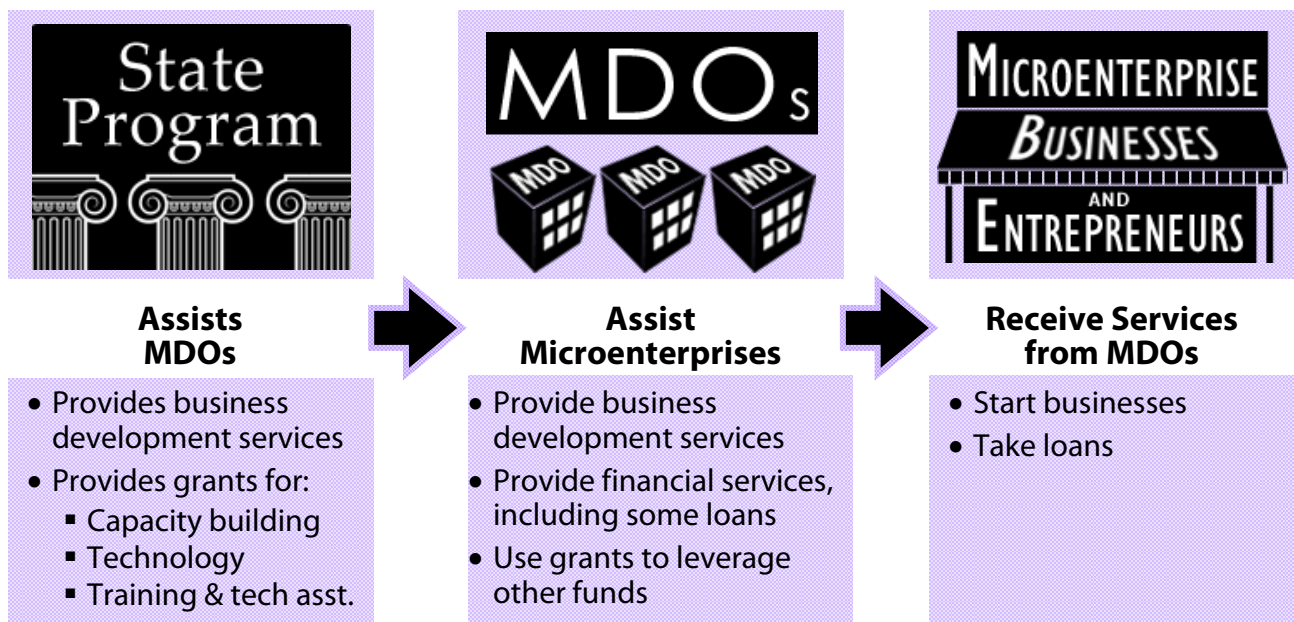 State
Program
Assists
MDOs
• Provides business
development services
• Provides grants for:
▪ Capacity building
▪ Technology
▪ Training & tech asst.
MDOs
MDO MDO MDO
Assist
Microenterprises
• Provide business
development services
• Provide financial services,
including some loans
• Use grants to leverage
other funds
MICROENTERPRISE
BUSINESSES
AND
ENTREPRENEURS
Receive Services
from MDOs
• Start businesses
• Take loans